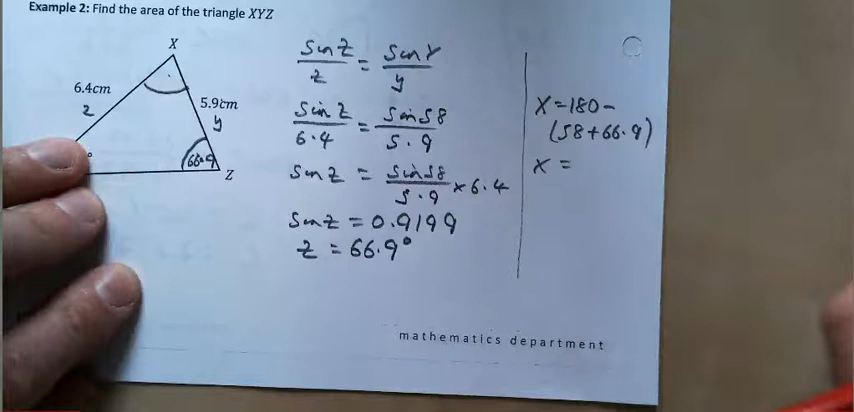 Example 2: Find the area of the triangle XYZ
X
6.4cm
z
5.9cm
y
66.9
Z
sin Z / z = sin Y / y
sin Z / 6.4 = sin 58 / 5.9
sin Z = sin 58 / 5.9 × 6.4
sin Z = 0.9199
Z = 66.9°
X = 180 −
(58 + 66.9)
X =
mathematics department